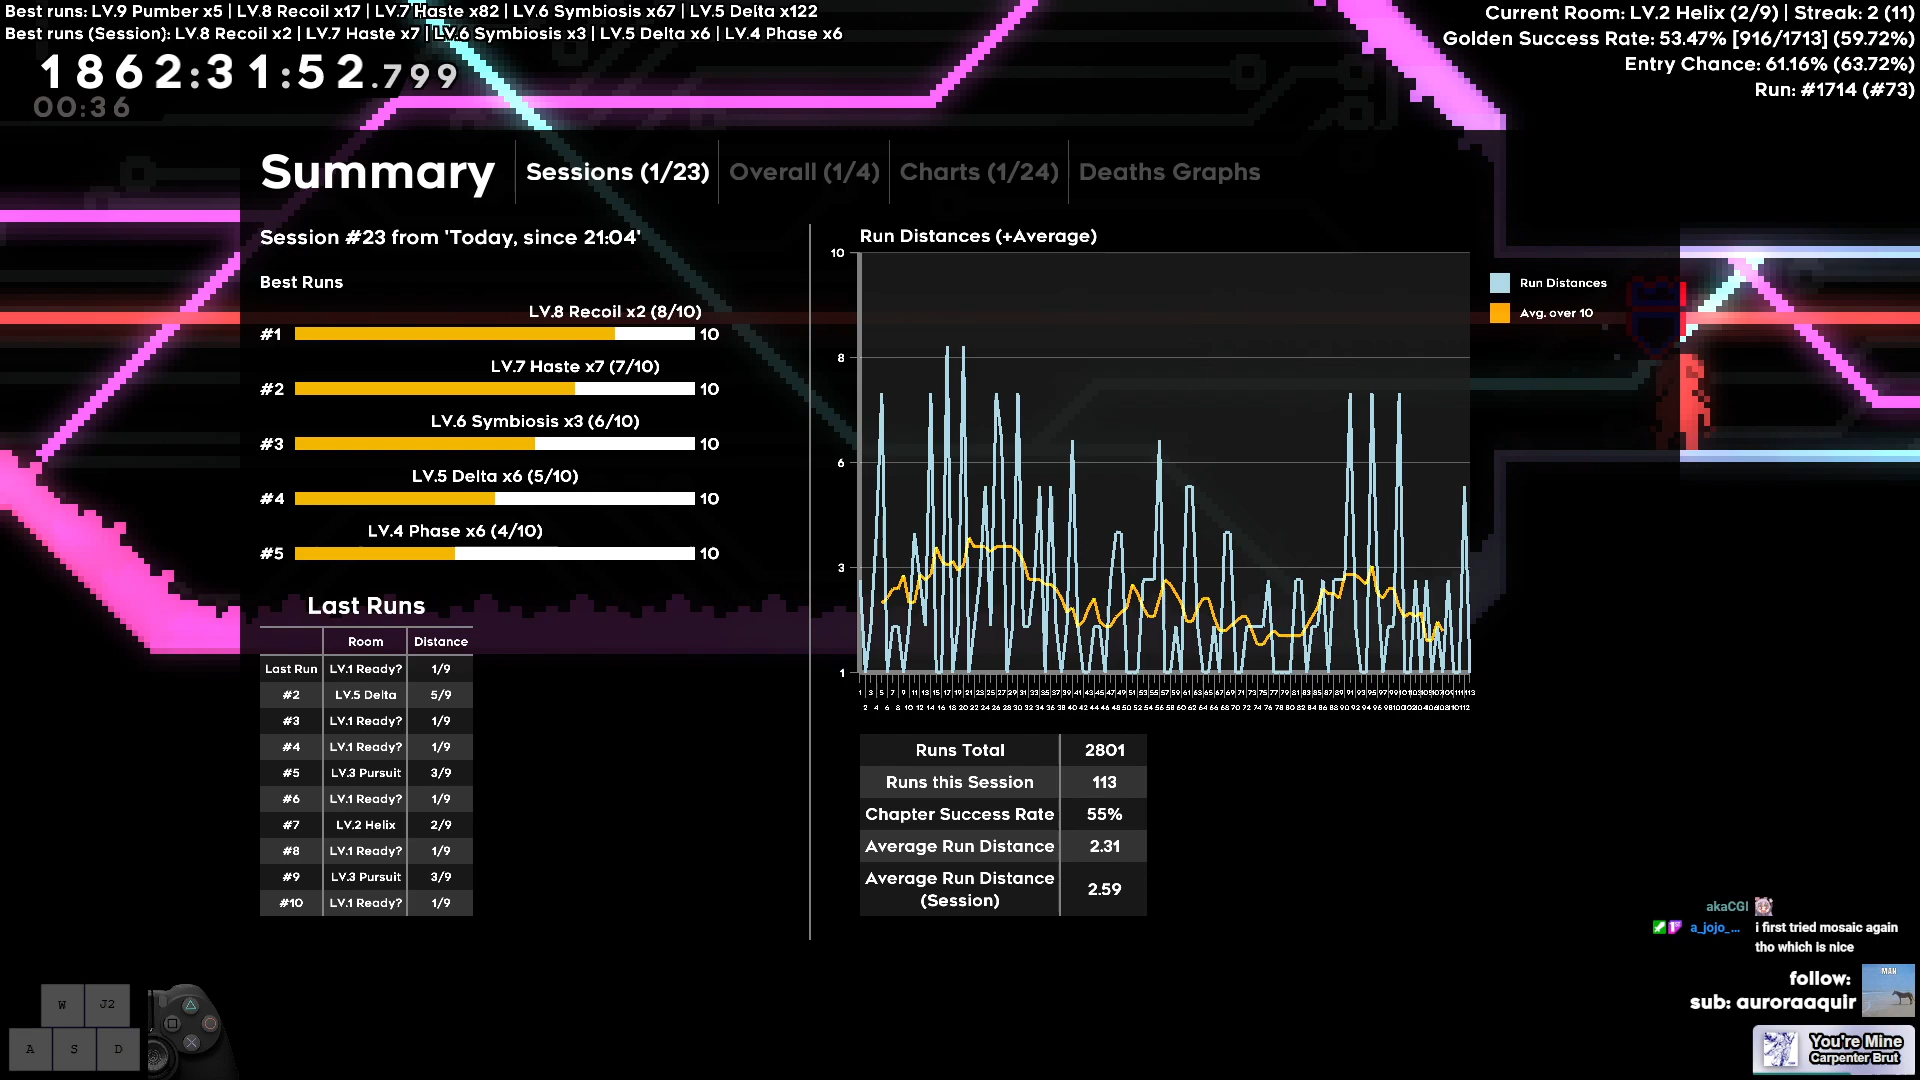 Best runs: LV.9 Pumber x5 | LV.8 Recoil x17 | LV.7 Haste x82 | LV.6 Symbiosis x67 | LV.5 Delta x122
Best runs (Session): LV.8 Recoil x2 | LV.7 Haste x7 | LV.6 Symbiosis x3 | LV.5 Delta x6 | LV.4 Phase x6
1862:31:52.799
00:36
Current Room: LV.2 Helix (2/9) | Streak: 2 (11)
Golden Success Rate: 53.47% [916/1713] (59.72%)
Entry Chance: 61.16% (63.72%)
Run: #1714 (#73)
Summary Sessions (1/23) Overall (1/4) Charts (1/24) Deaths Graphs
Session #23 from 'Today, since 21:04'
Best Runs
LV.8 Recoil x2 (8/10)
#1 10
LV.7 Haste x7 (7/10)
#2 10
LV.6 Symbiosis x3 (6/10)
#3 10
LV.5 Delta x6 (5/10)
#4 10
LV.4 Phase x6 (4/10)
#5 10
Last Runs
Room Distance
Last Run LV.1 Ready? 1/9
#2 LV.5 Delta 5/9
#3 LV.1 Ready? 1/9
#4 LV.1 Ready? 1/9
#5 LV.3 Pursuit 3/9
#6 LV.1 Ready? 1/9
#7 LV.2 Helix 2/9
#8 LV.1 Ready? 1/9
#9 LV.3 Pursuit 3/9
#10 LV.1 Ready? 1/9
Run Distances (+Average)
10
8
6
3
1
Run Distances
Avg. over 10
Runs Total 2801
Runs this Session 113
Chapter Success Rate 55%
Average Run Distance 2.31
Average Run Distance
(Session) 2.59
W J2
A S D
akaCGI
a_jojo_... i first tried mosaic again
tho which is nice
MAN
follow:
sub: auroraaquir
You're Mine
Carpenter Brut